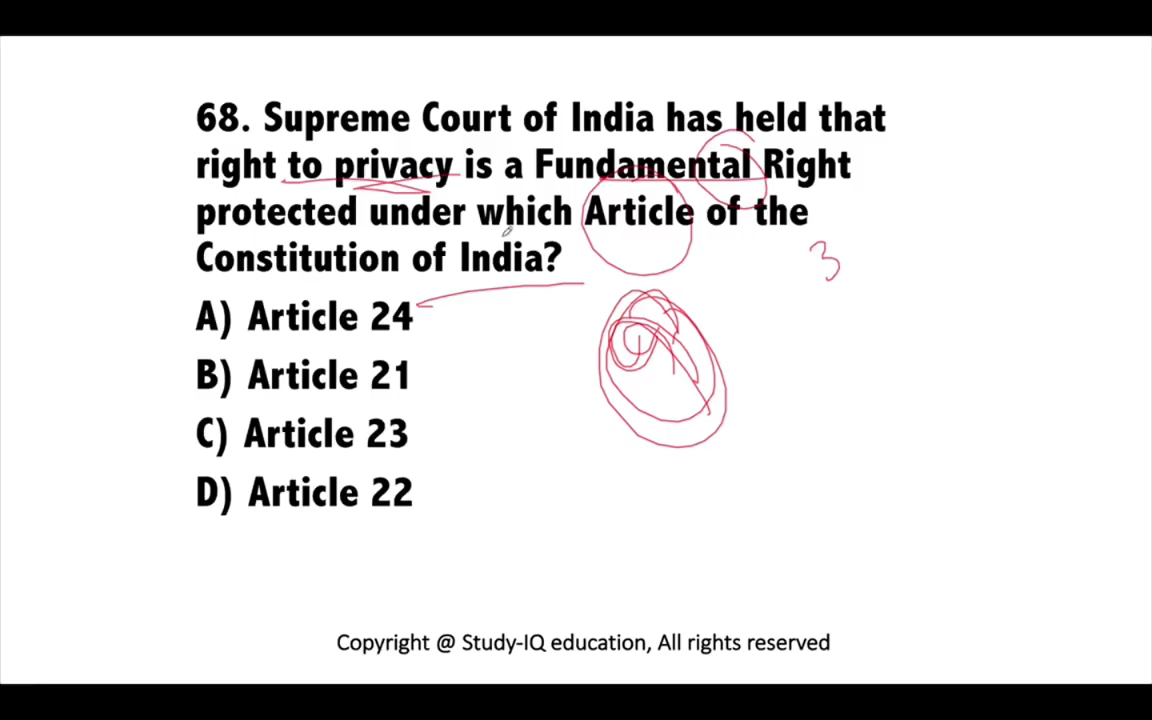 68. Supreme Court of India has held that
right to privacy is a Fundamental Right
protected under which Article of the
Constitution of India?
3
A) Article 24
B) Article 21
C) Article 23
D) Article 22
Copyright @ Study-IQ education, All rights reserved